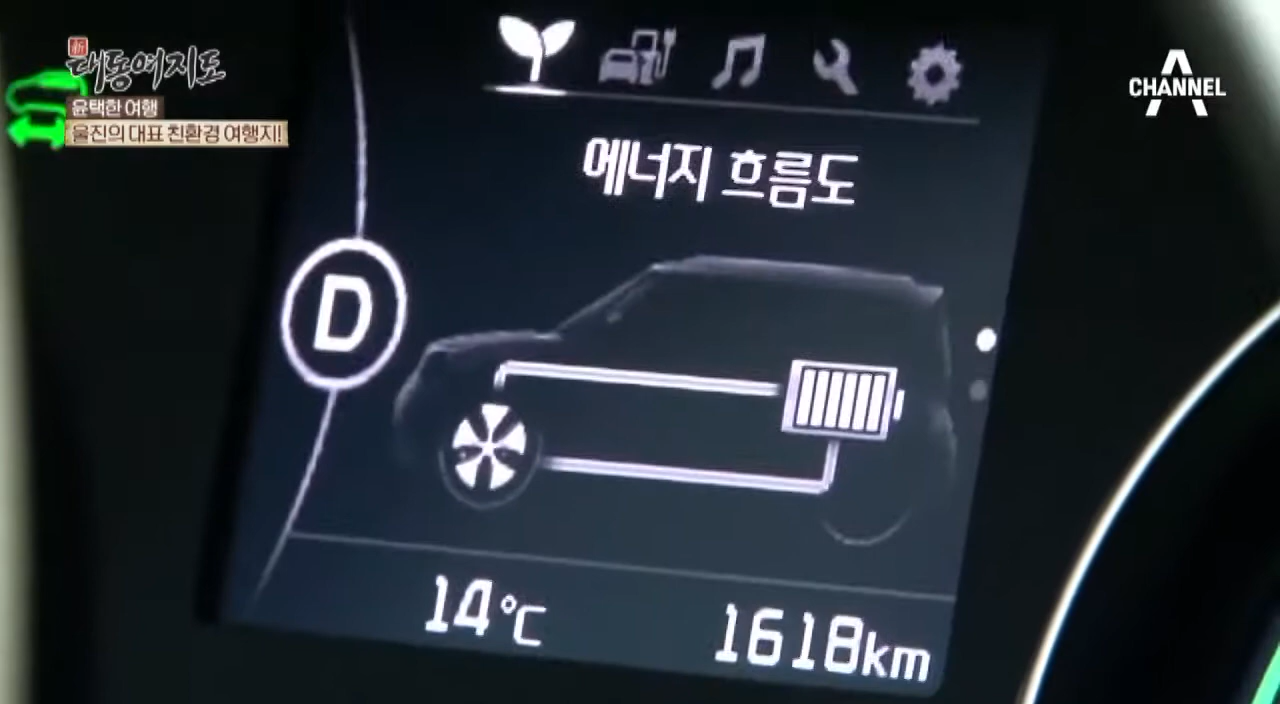 新
대동여지도
윤택한 여행
울진의 대표 친환경 여행지!
CHANNEL A
에너지 흐름도
D
14℃
1618km